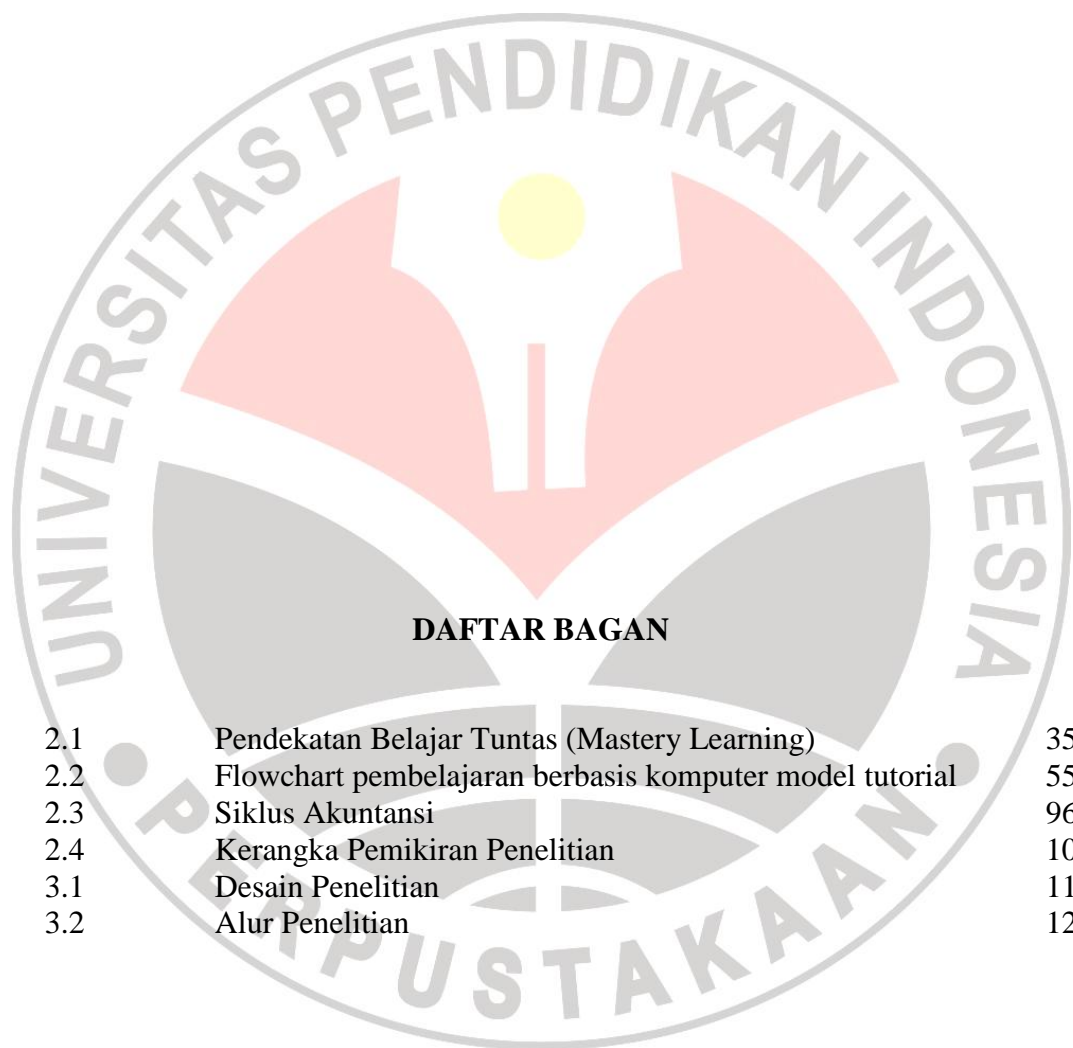 UNIVERSITAS PENDIDIKAN INDONESIA
DAFTAR BAGAN
2.1 Pendekatan Belajar Tuntas (Mastery Learning) 35
2.2 Flowchart pembelajaran berbasis komputer model tutorial 55
2.3 Siklus Akuntansi 96
2.4 Kerangka Pemikiran Penelitian 10
3.1 Desain Penelitian 11
3.2 Alur Penelitian 12
PERPUSTAKAAN